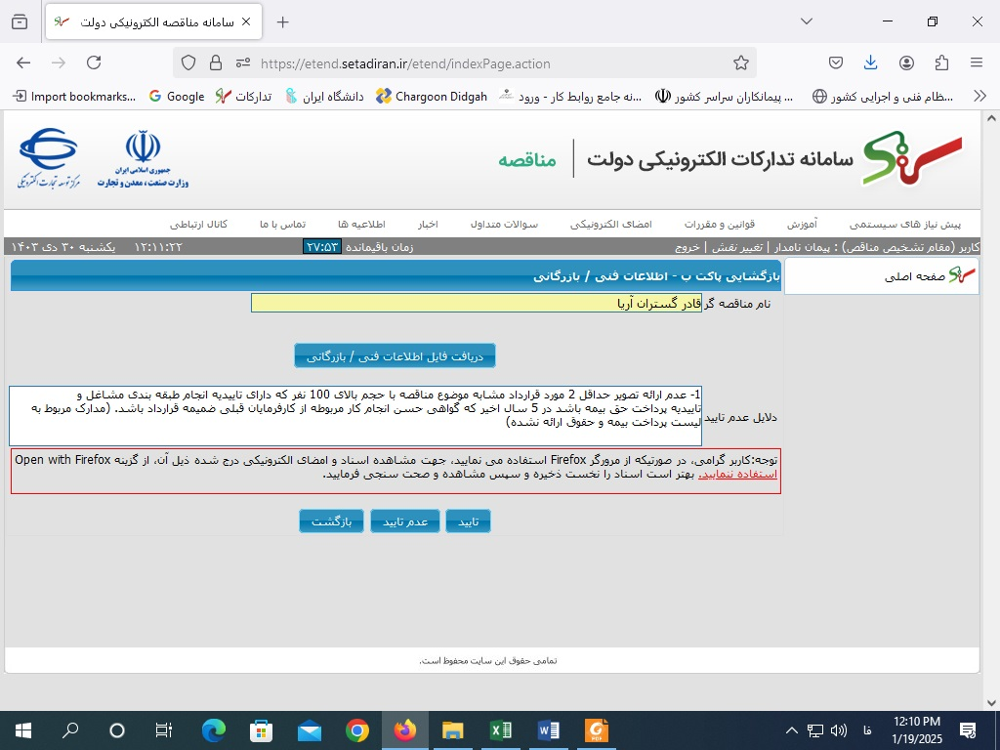 سامانه مناقصه الکترونیکی دولت
https://etend.setadiran.ir/etend/indexPage.action
Import bookmarks...
Google
تدارکات
دانشگاه ایران
Chargoon Didgah
نه جامع روابط کار - ورود...
پیمانکاران سراسر کشور ...
ظام فنی و اجرایی کشور...
سامانه تدارکات الکترونیکی دولت
مناقصه
جمهوری اسلامی ایران
وزارت صنعت، معدن و تجارت
مرکز توسعه تجارت الکترونیکی
پیش نیاز های سیستمی
آموزش
قوانین و مقررات
امضای الکترونیکی
سوالات متداول
اخبار
اطلاعیه ها
تماس با ما
کانال ارتباطی
کاربر (مقام تشخیص مناقص) : پیمان نامدار | تغییر نقش | خروج
زمان باقیمانده ۲۷:۵۳
۱۲:۱۱:۲۲
یکشنبه ۳۰ دی ۱۴۰۳
صفحه اصلی
بازگشایی پاکت ب - اطلاعات فنی / بازرگانی
نام مناقصه گر
قادر گستران آریا
دریافت فایل اطلاعات فنی / بازرگانی
دلایل عدم تایید
1- عدم ارائه تصویر حداقل 2 مورد قرارداد مشابه موضوع مناقصه با حجم بالای 100 نفر که دارای تاییدیه انجام طبقه بندی مشاغل و
تاییدیه پرداخت حق بیمه باشد در 5 سال اخیر که گواهی حسن انجام کار مربوطه از کارفرمایان قبلی ضمیمه قرارداد باشد. (مدارک مربوط به
لیست پرداخت بیمه و حقوق ارائه نشده)
توجه:کاربر گرامی، در صورتیکه از مرورگر Firefox استفاده می نمایید، جهت مشاهده اسناد و امضای الکترونیکی درج شده ذیل آن، از گزینه Open with Firefox
استفاده ننمایید. بهتر است اسناد را نخست ذخیره و سپس مشاهده و صحت سنجی فرمایید.
تایید
عدم تایید
بازگشت
تمامی حقوق این سایت محفوظ است.
فا
12:10 PM
1/19/2025